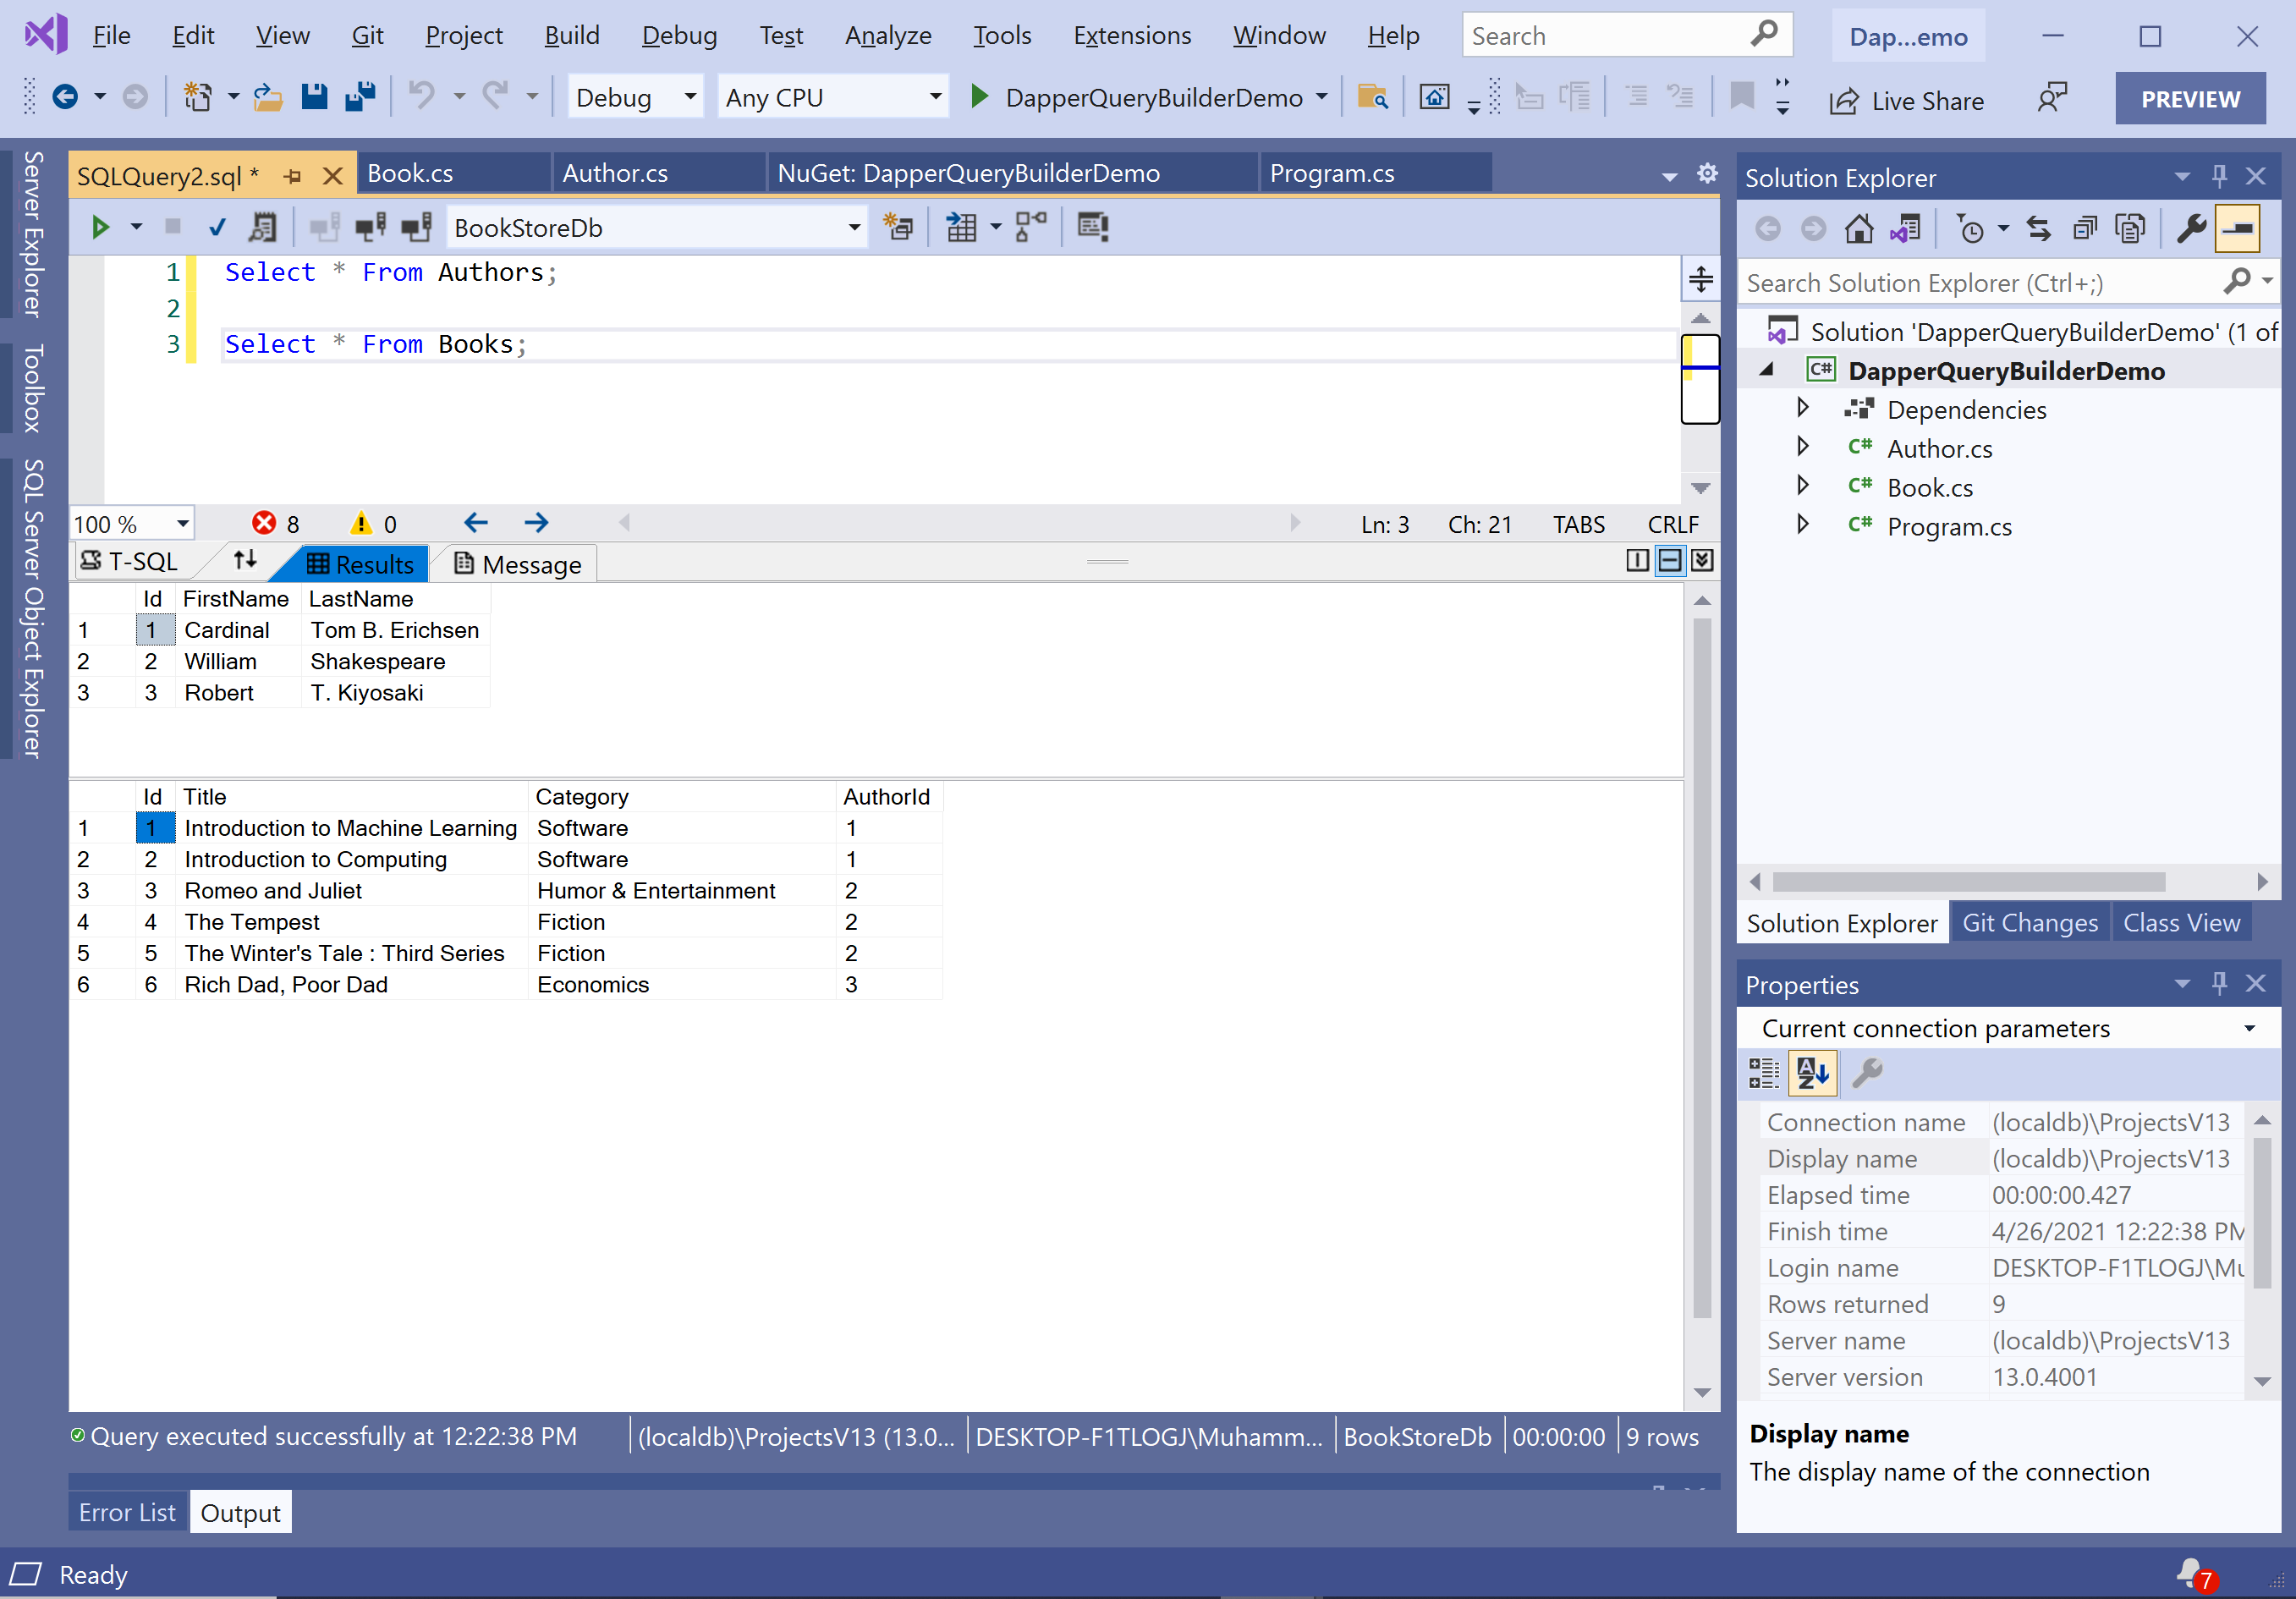 File Edit View Git Project Build Debug Test Analyze Tools Extensions Window Help Search Dap...emo
Debug Any CPU DapperQueryBuilderDemo Live Share PREVIEW
Server Explorer
Toolbox
SQL Server Object Explorer
SQLQuery2.sql * Book.cs Author.cs NuGet: DapperQueryBuilderDemo Program.cs
BookStoreDb
1 Select * From Authors;
2
3 Select * From Books;
100 % 8 0 Ln: 3 Ch: 21 TABS CRLF
T-SQL Results Message
Id FirstName LastName
1 1 Cardinal Tom B. Erichsen
2 2 William Shakespeare
3 3 Robert T. Kiyosaki
Id Title Category AuthorId
1 1 Introduction to Machine Learning Software 1
2 2 Introduction to Computing Software 1
3 3 Romeo and Juliet Humor & Entertainment 2
4 4 The Tempest Fiction 2
5 5 The Winter's Tale : Third Series Fiction 2
6 6 Rich Dad, Poor Dad Economics 3
Query executed successfully at 12:22:38 PM (localdb)\ProjectsV13 (13.0... DESKTOP-F1TLOGJ\Muhamm... BookStoreDb 00:00:00 9 rows
Error List Output
Solution Explorer
Search Solution Explorer (Ctrl+;)
Solution 'DapperQueryBuilderDemo' (1 of
C# DapperQueryBuilderDemo
Dependencies
C# Author.cs
C# Book.cs
C# Program.cs
Solution Explorer Git Changes Class View
Properties
Current connection parameters
Connection name (localdb)\ProjectsV13
Display name (localdb)\ProjectsV13
Elapsed time 00:00:00.427
Finish time 4/26/2021 12:22:38 PM
Login name DESKTOP-F1TLOGJ\Mu
Rows returned 9
Server name (localdb)\ProjectsV13
Server version 13.0.4001
Display name
The display name of the connection
Ready 7